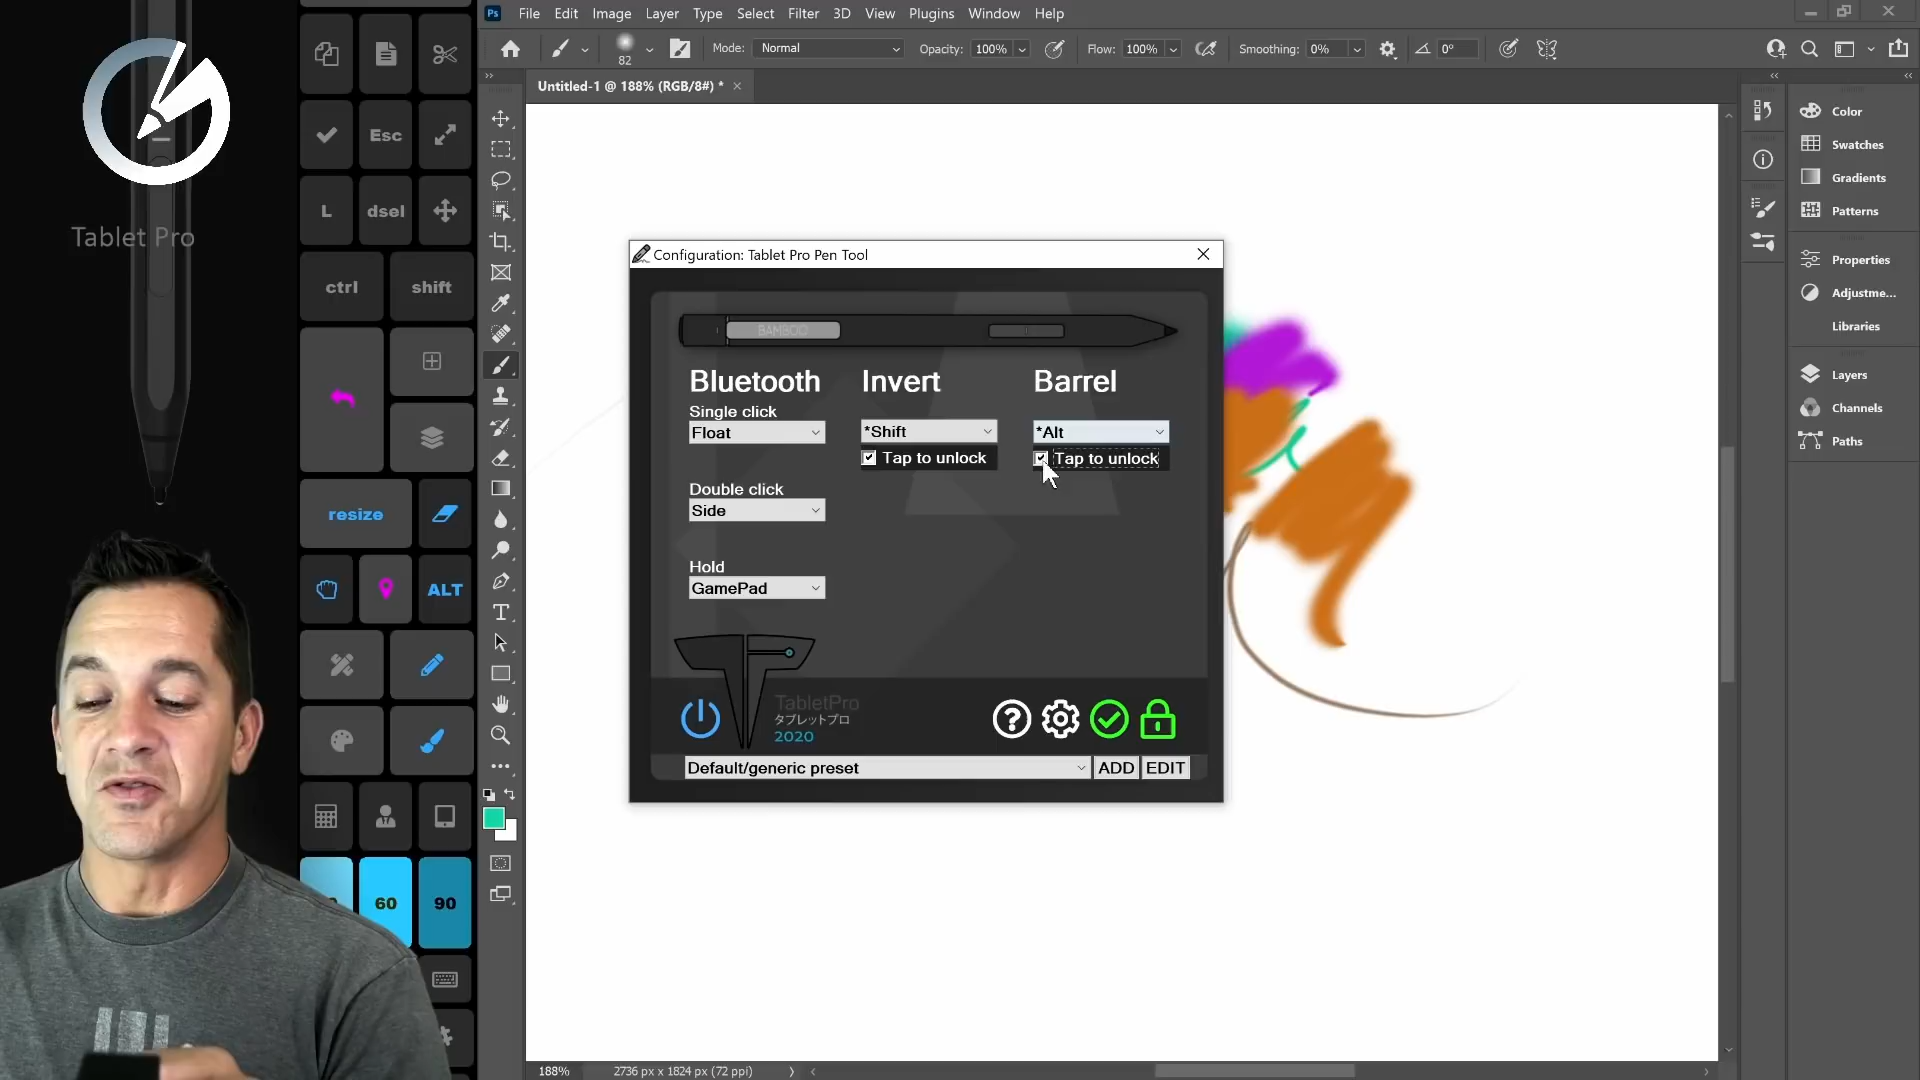 Tablet Pro
Esc
L
dsel
ctrl
shift
resize
ALT
60
90
Ps
File Edit Image Layer Type Select Filter 3D View Plugins Window Help
82
Mode: Normal
Opacity: 100%
Flow: 100%
Smoothing: 0%
0°
Untitled-1 @ 188% (RGB/8#) *
Configuration: Tablet Pro Pen Tool
BAMBOO
Bluetooth
Invert
Barrel
Single click
Float
*Shift
*Alt
Tap to unlock
Tap to unlock
Double click
Side
Hold
GamePad
TabletPro
タブレットプロ
2020
Default/generic preset
ADD
EDIT
Color
Swatches
Gradients
Patterns
Properties
Adjustme...
Libraries
Layers
Channels
Paths
188%
2736 px x 1824 px (72 ppi)